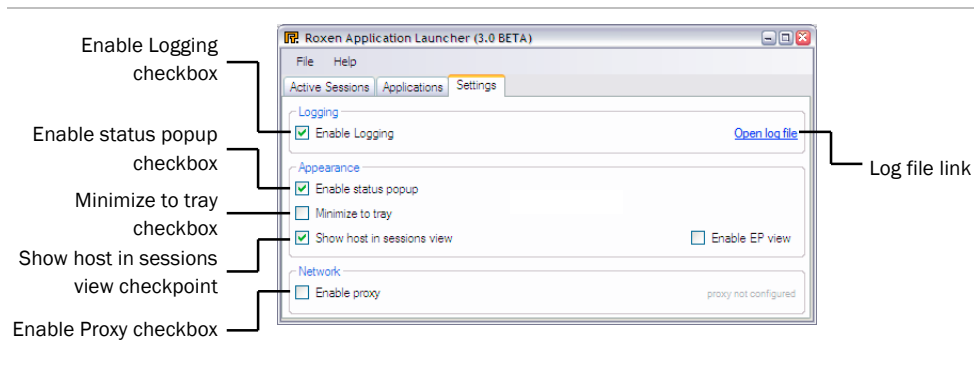 Enable Logging
checkbox
Enable status popup
checkbox
Minimize to tray
checkbox
Show host in sessions
view checkpoint
Enable Proxy checkbox
Roxen Application Launcher (3.0 BETA)
File Help
Active Sessions Applications Settings
Logging
Enable Logging Open log file
Appearance
Enable status popup
Minimize to tray
Show host in sessions view Enable EP view
Network
Enable proxy proxy not configured
Log file link